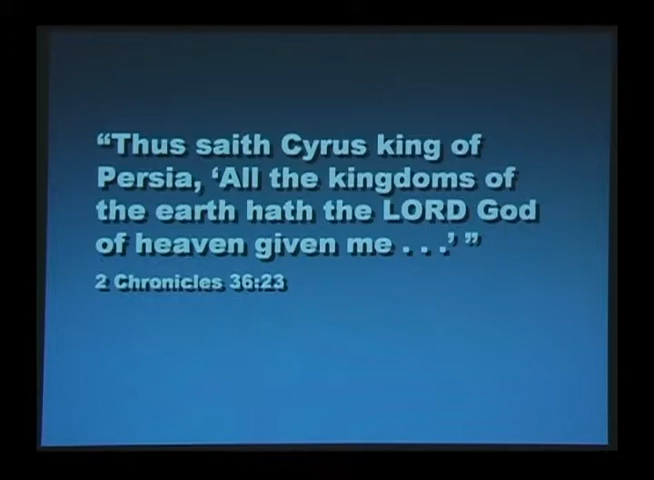 “Thus saith Cyrus king of
Persia, ‘All the kingdoms of
the earth hath the LORD God
of heaven given me . . .’ ”
2 Chronicles 36:23